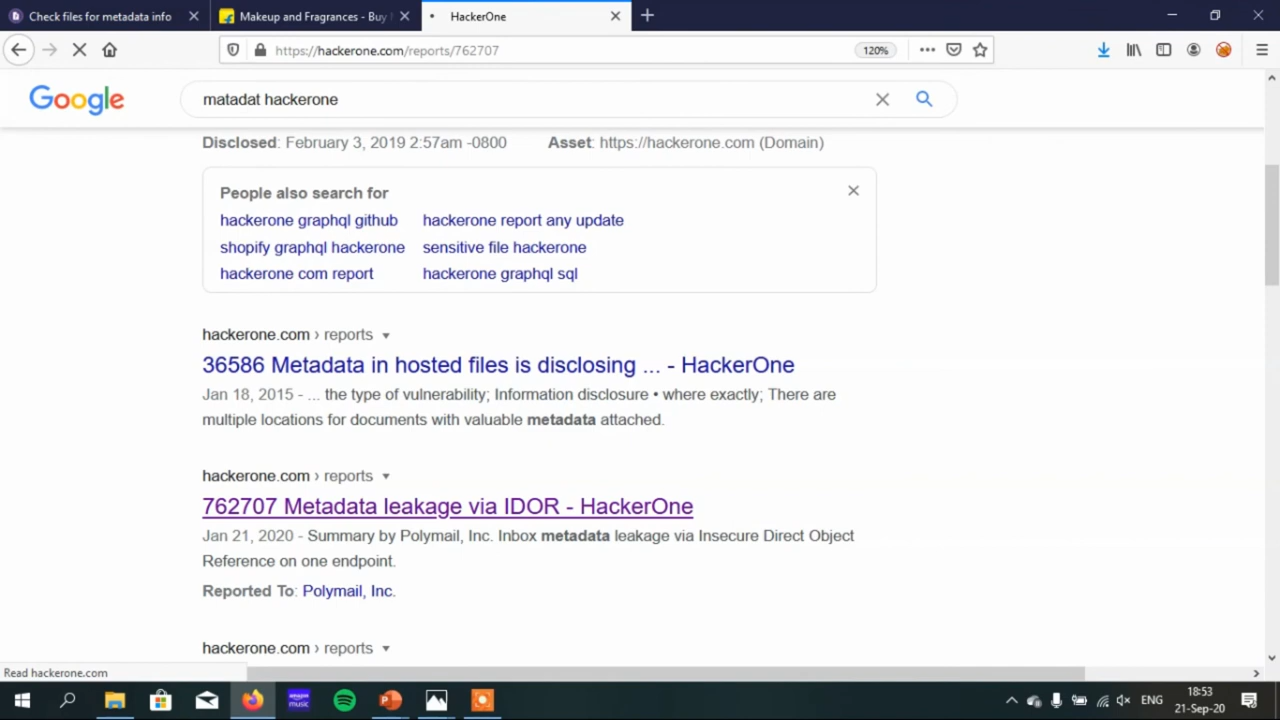 Check files for metadata info
Makeup and Fragrances - Buy
HackerOne
https://hackerone.com/reports/762707
120%
Google
matadat hackerone
Disclosed: February 3, 2019 2:57am -0800 Asset: https://hackerone.com (Domain)
People also search for
hackerone graphql github hackerone report any update
shopify graphql hackerone sensitive file hackerone
hackerone com report hackerone graphql sql
hackerone.com › reports
36586 Metadata in hosted files is disclosing ... - HackerOne
Jan 18, 2015 - ... the type of vulnerability; Information disclosure • where exactly; There are
multiple locations for documents with valuable metadata attached.
hackerone.com › reports
762707 Metadata leakage via IDOR - HackerOne
Jan 21, 2020 - Summary by Polymail, Inc. Inbox metadata leakage via Insecure Direct Object
Reference on one endpoint.
Reported To: Polymail, Inc.
hackerone.com › reports
Read hackerone.com
amazon music
ENG
18:53
21-Sep-20